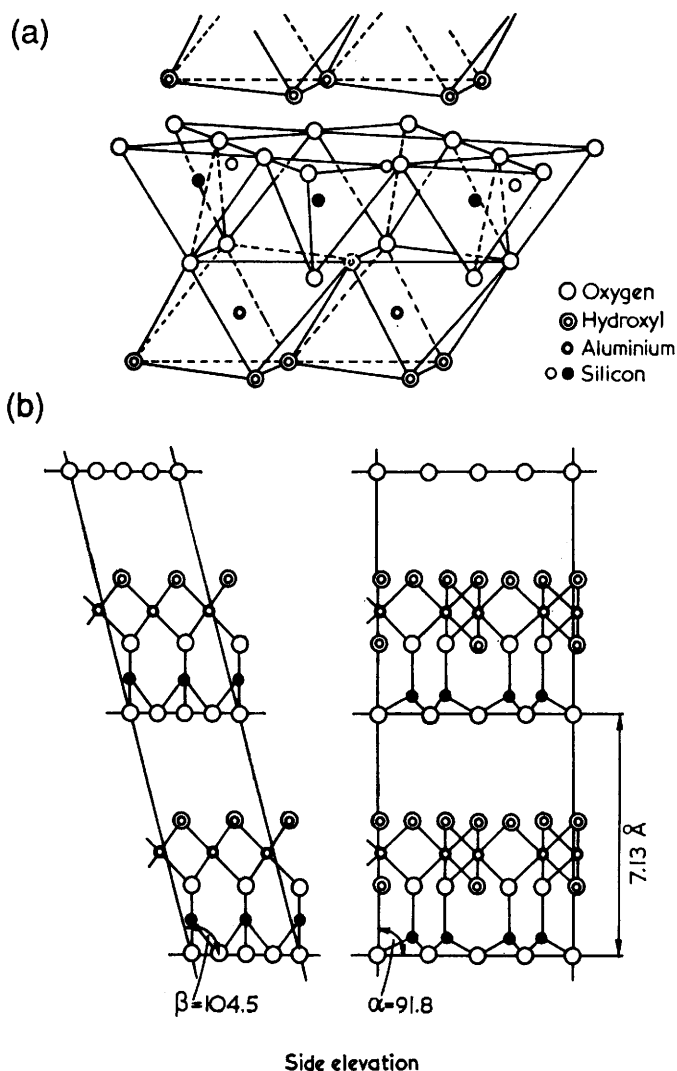 (a)
Oxygen
Hydroxyl
Aluminium
Silicon
(b)
7.13 Å
β=104.5
α=91.8
Side elevation